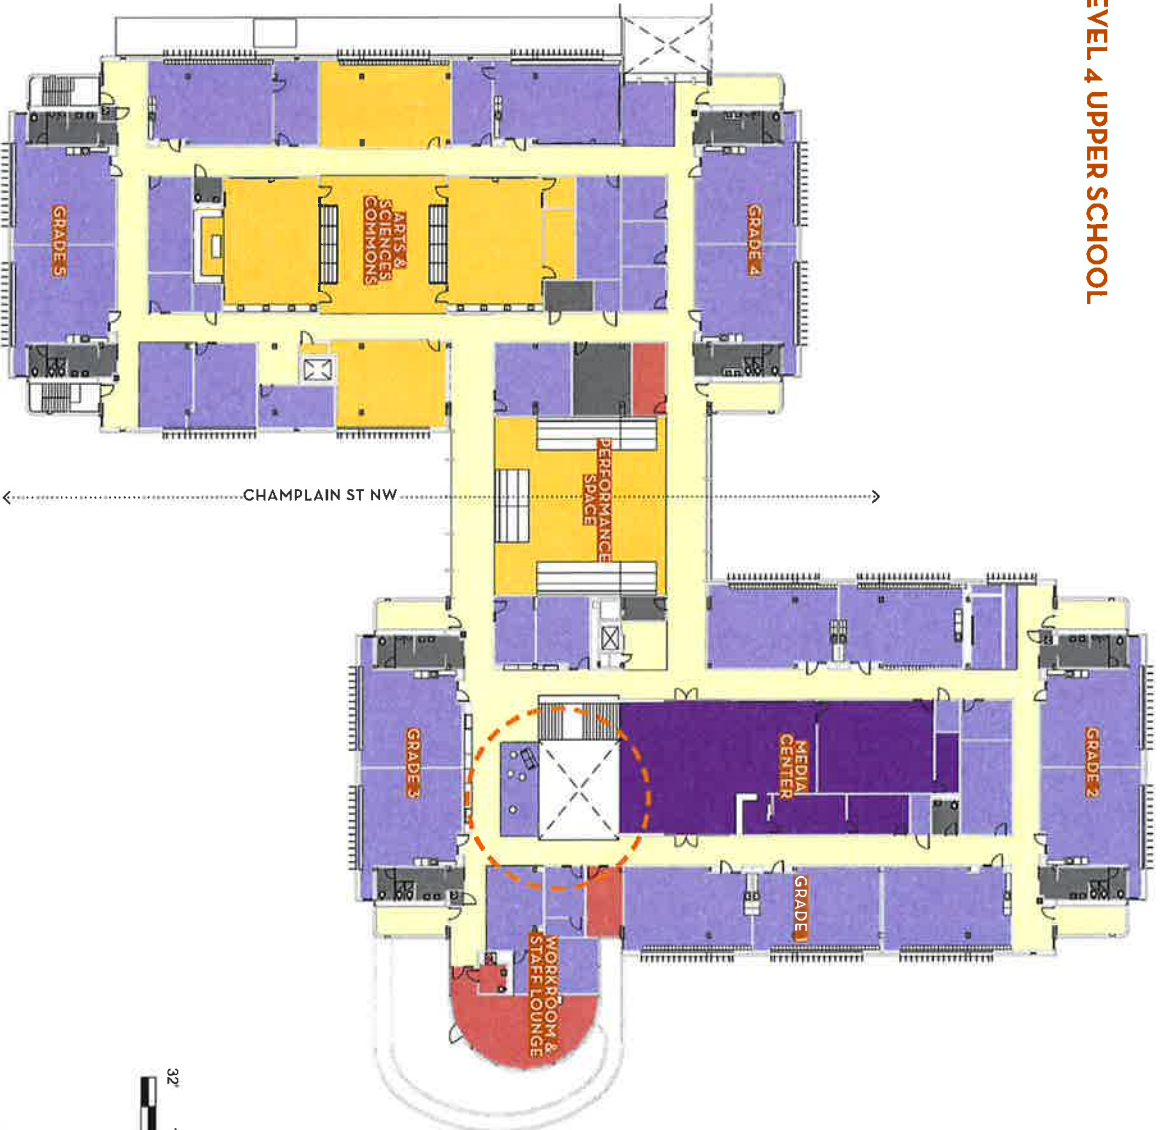 EVEL 4 UPPER SCHOOL
GRADE 5
ARTS &
SCIENCES
COMMONS
GRADE 4
CHAMPLAIN ST NW
PERFORMANCE
SPACE
GRADE 3
MEDIA
CENTER
GRADE 2
GRADE 1
WORKROOM &
STAFF LOUNGE
32'